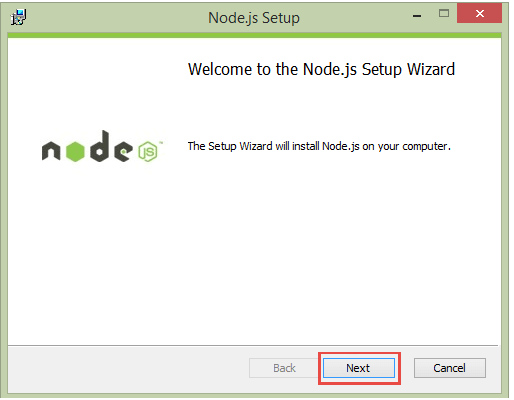 Node.js Setup
Welcome to the Node.js Setup Wizard
node JS™
The Setup Wizard will install Node.js on your computer.
Back
Next
Cancel